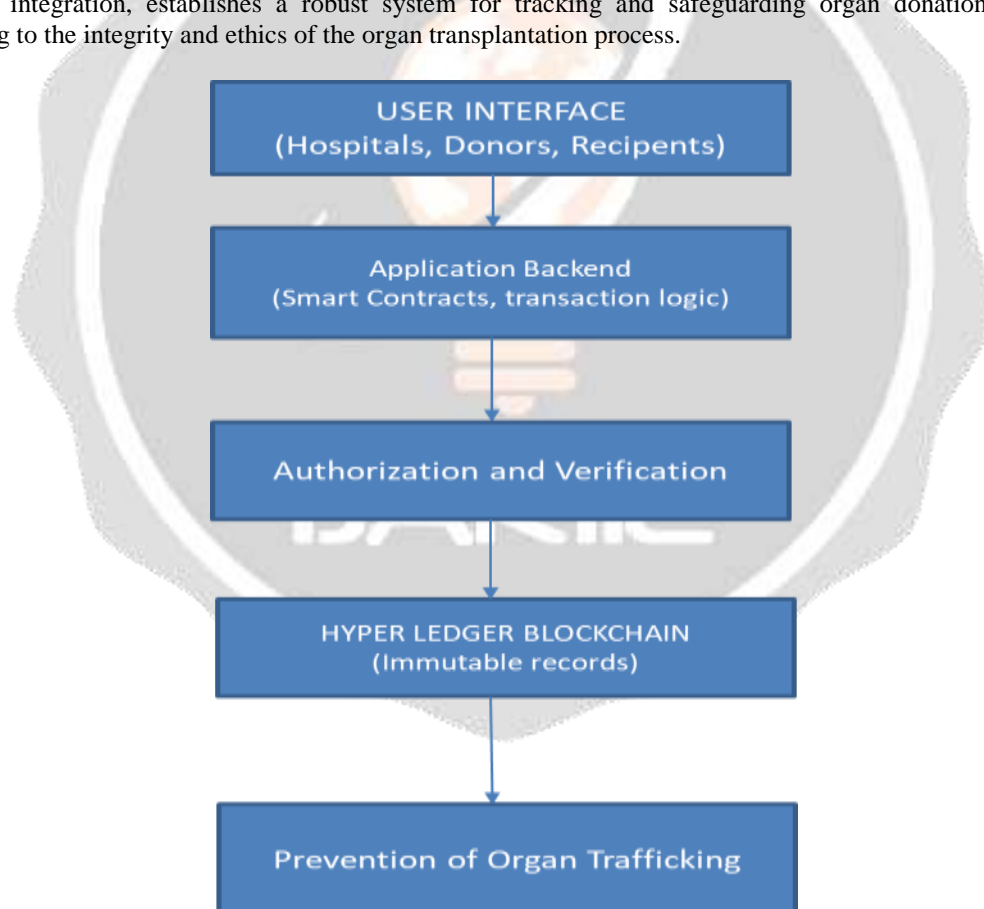 integration, establishes a robust system for tracking and safeguarding organ donation
g to the integrity and ethics of the organ transplantation process.
USER INTERFACE
(Hospitals, Donors, Recipents)
Application Backend
(Smart Contracts, transaction logic)
Authorization and Verification
HYPER LEDGER BLOCKCHAIN
(Immutable records)
Prevention of Organ Trafficking